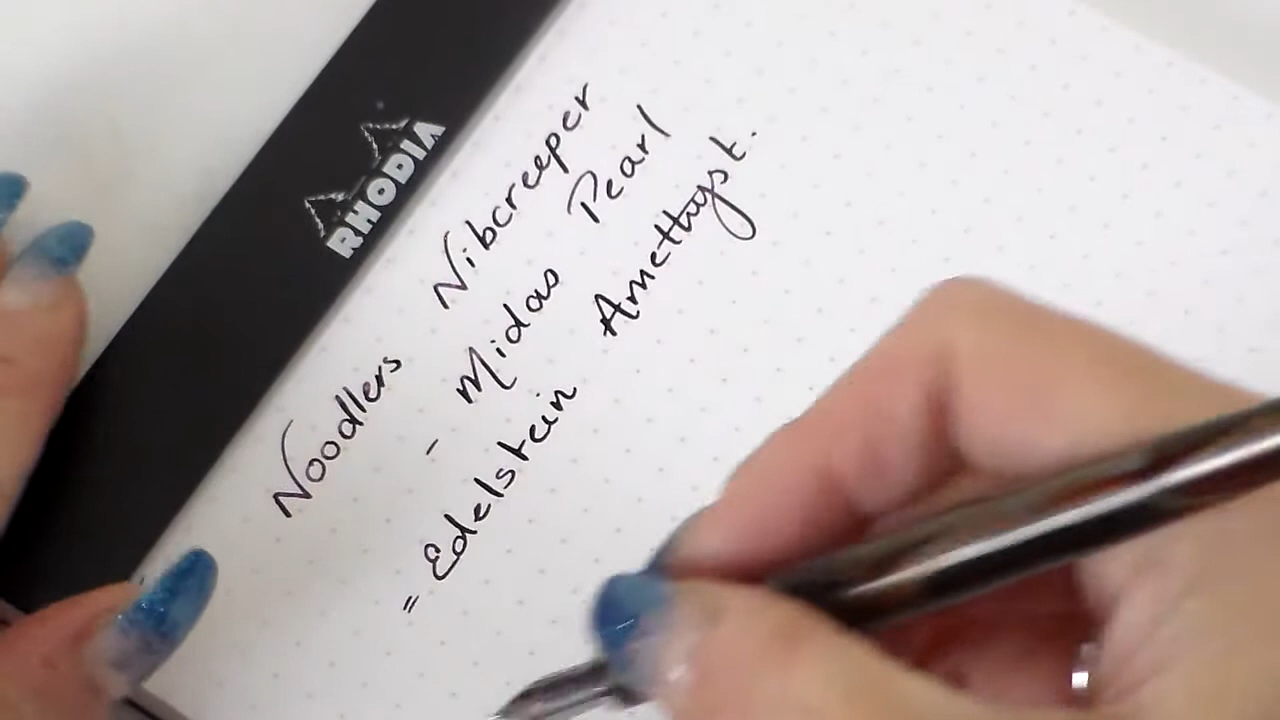 RHODIA
Noodlers Nibcreeper
- Midas Pearl
= Edelstein Amethyst.